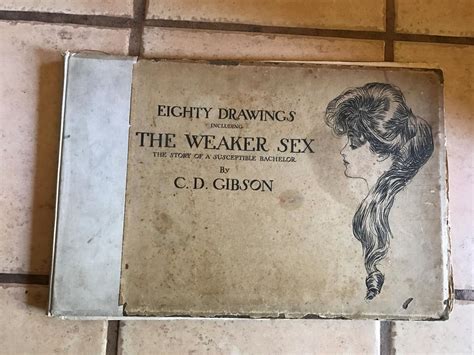 EIGHTY DRAWINGS
INCLUDING
THE WEAKER SEX
THE STORY OF A SUSCEPTIBLE BACHELOR
By
C. D. GIBSON